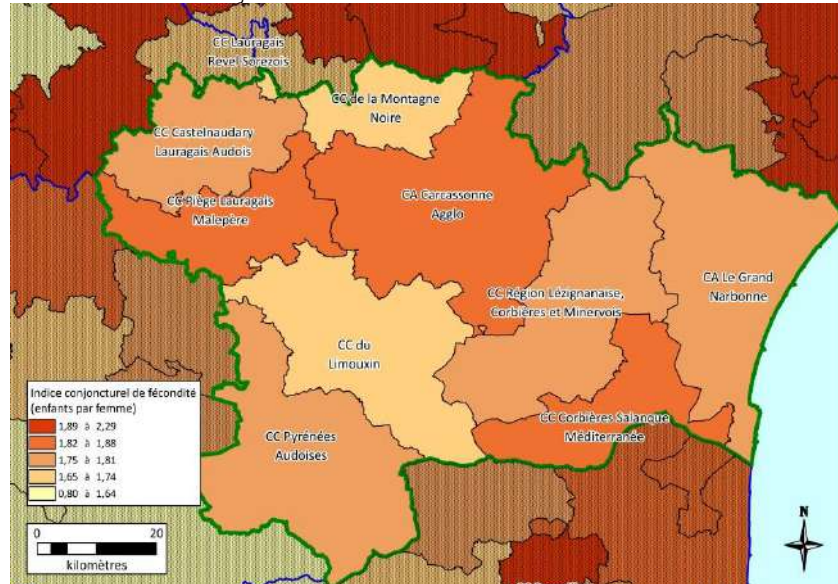 CC Lauragais
Revel Sorezois
CC de la Montagne
Noire
CC Castelnaudary
Lauragais Audois
CC Piège Lauragais
Malepère
CA Carcassonne
Agglo
CA Le Grand
Narbonne
CC Région Lézignanaise,
Corbières et Minervois
CC du
Limouxin
CC Corbières Salanque
Méditerranée
CC Pyrénées
Audoises
Indice conjoncturel de fécondité
(enfants par femme)
1,89 à 2,29
1,82 à 1,88
1,75 à 1,81
1,65 à 1,74
0,80 à 1,64
0 20
kilomètres
N